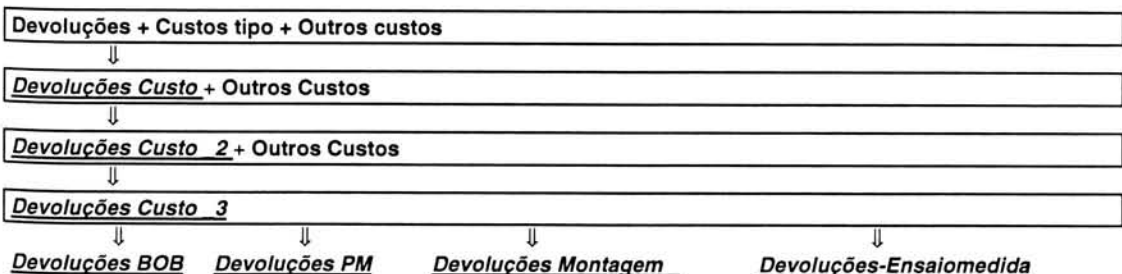 Devoluções + Custos tipo + Outros custos
⇓
Devoluções Custo + Outros Custos
⇓
Devoluções Custo _2 + Outros Custos
⇓
Devoluções Custo _3
⇓ ⇓ ⇓ ⇓
Devoluções BOB Devoluções PM Devoluções Montagem Devoluções-Ensaiomedida